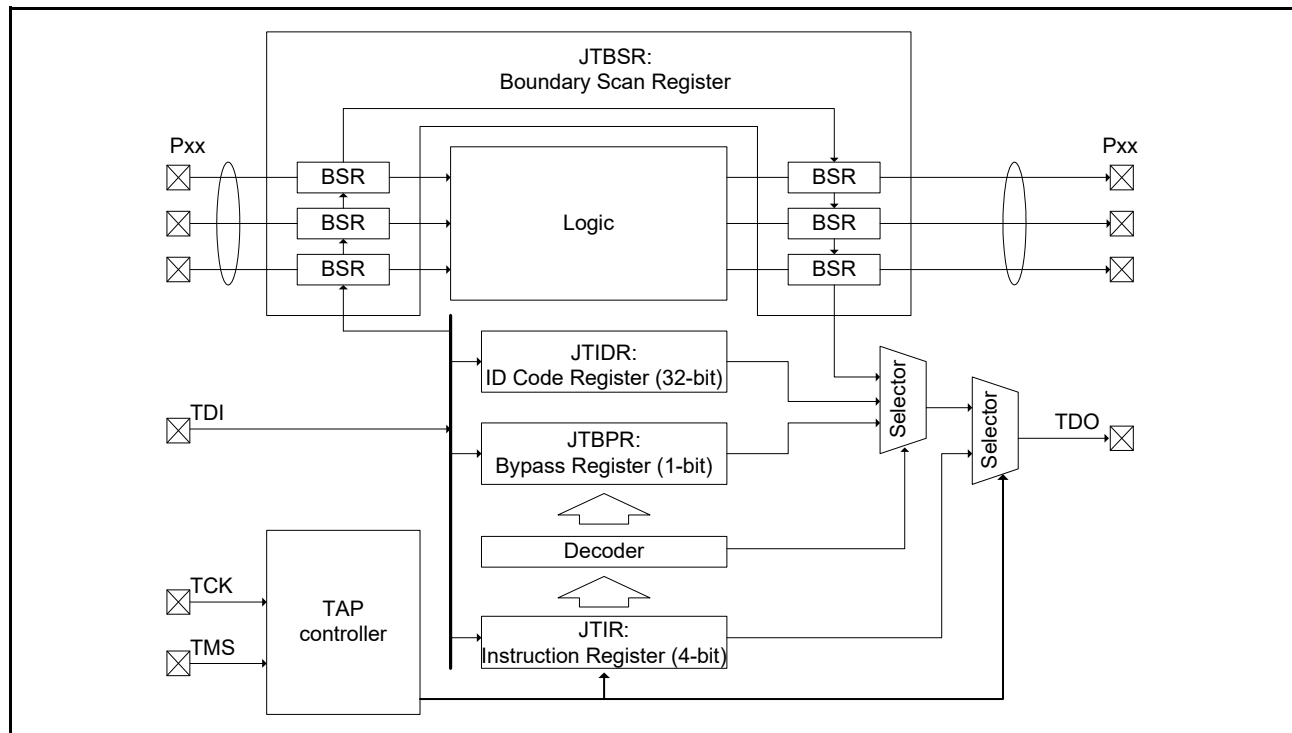 JTBSR:
Boundary Scan Register
Pxx
Pxx
BSR
BSR
BSR
Logic
BSR
BSR
BSR
JTIDR:
ID Code Register (32-bit)
TDI
JTBPR:
Bypass Register (1-bit)
Selector
Selector
TDO
Decoder
TCK
TMS
TAP
controller
JTIR:
Instruction Register (4-bit)